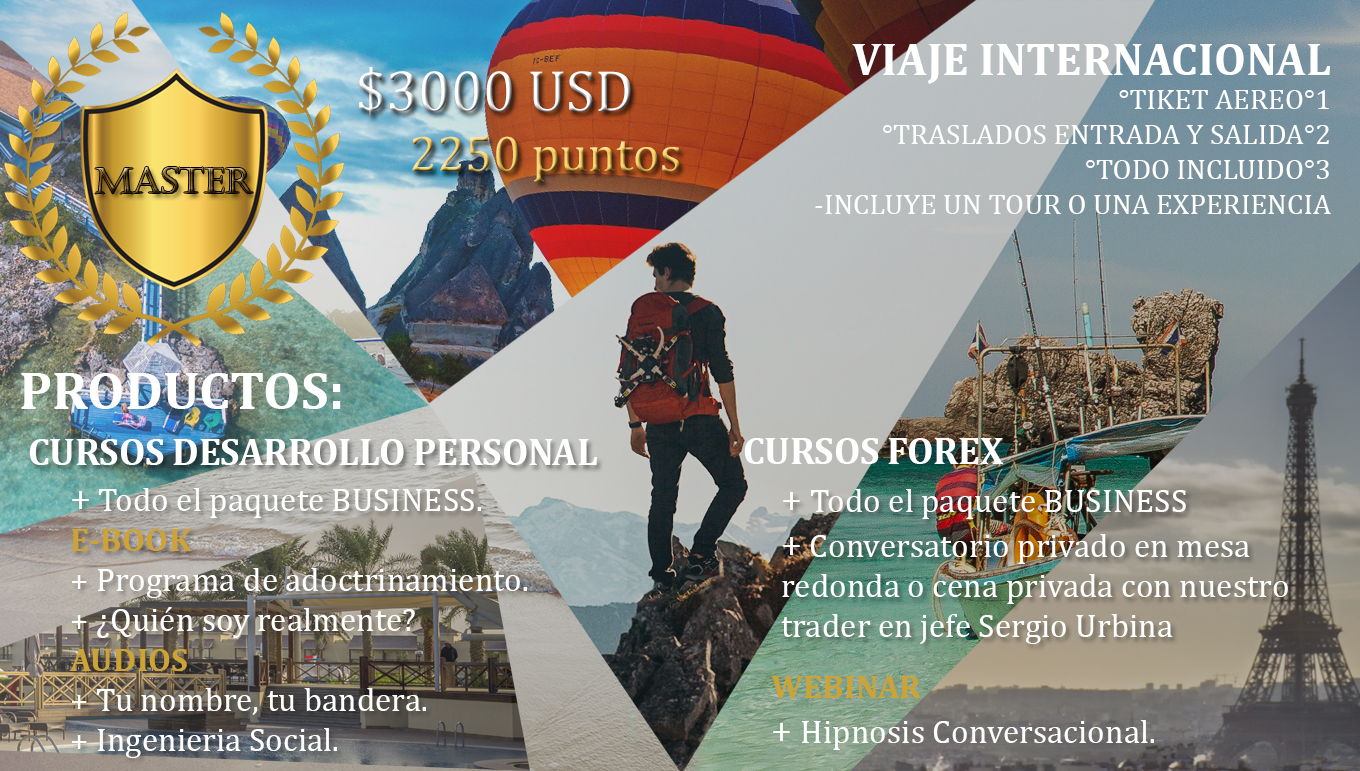 MASTER
$3000 USD
2250 puntos
VIAJE INTERNACIONAL
°TIKET AEREO°1
°TRASLADOS ENTRADA Y SALIDA°2
°TODO INCLUIDO°3
-INCLUYE UN TOUR O UNA EXPERIENCIA
PRODUCTOS:
CURSOS DESARROLLO PERSONAL
+ Todo el paquete BUSINESS.
E-BOOK
+ Programa de adoctrinamiento.
+ ¿Quién soy realmente?
AUDIOS
+ Tu nombre, tu bandera.
+ Ingenieria Social.
CURSOS FOREX
+ Todo el paquete BUSINESS
+ Conversatorio privado en mesa
redonda o cena privada con nuestro
trader en jefe Sergio Urbina
WEBINAR
+ Hipnosis Conversacional.